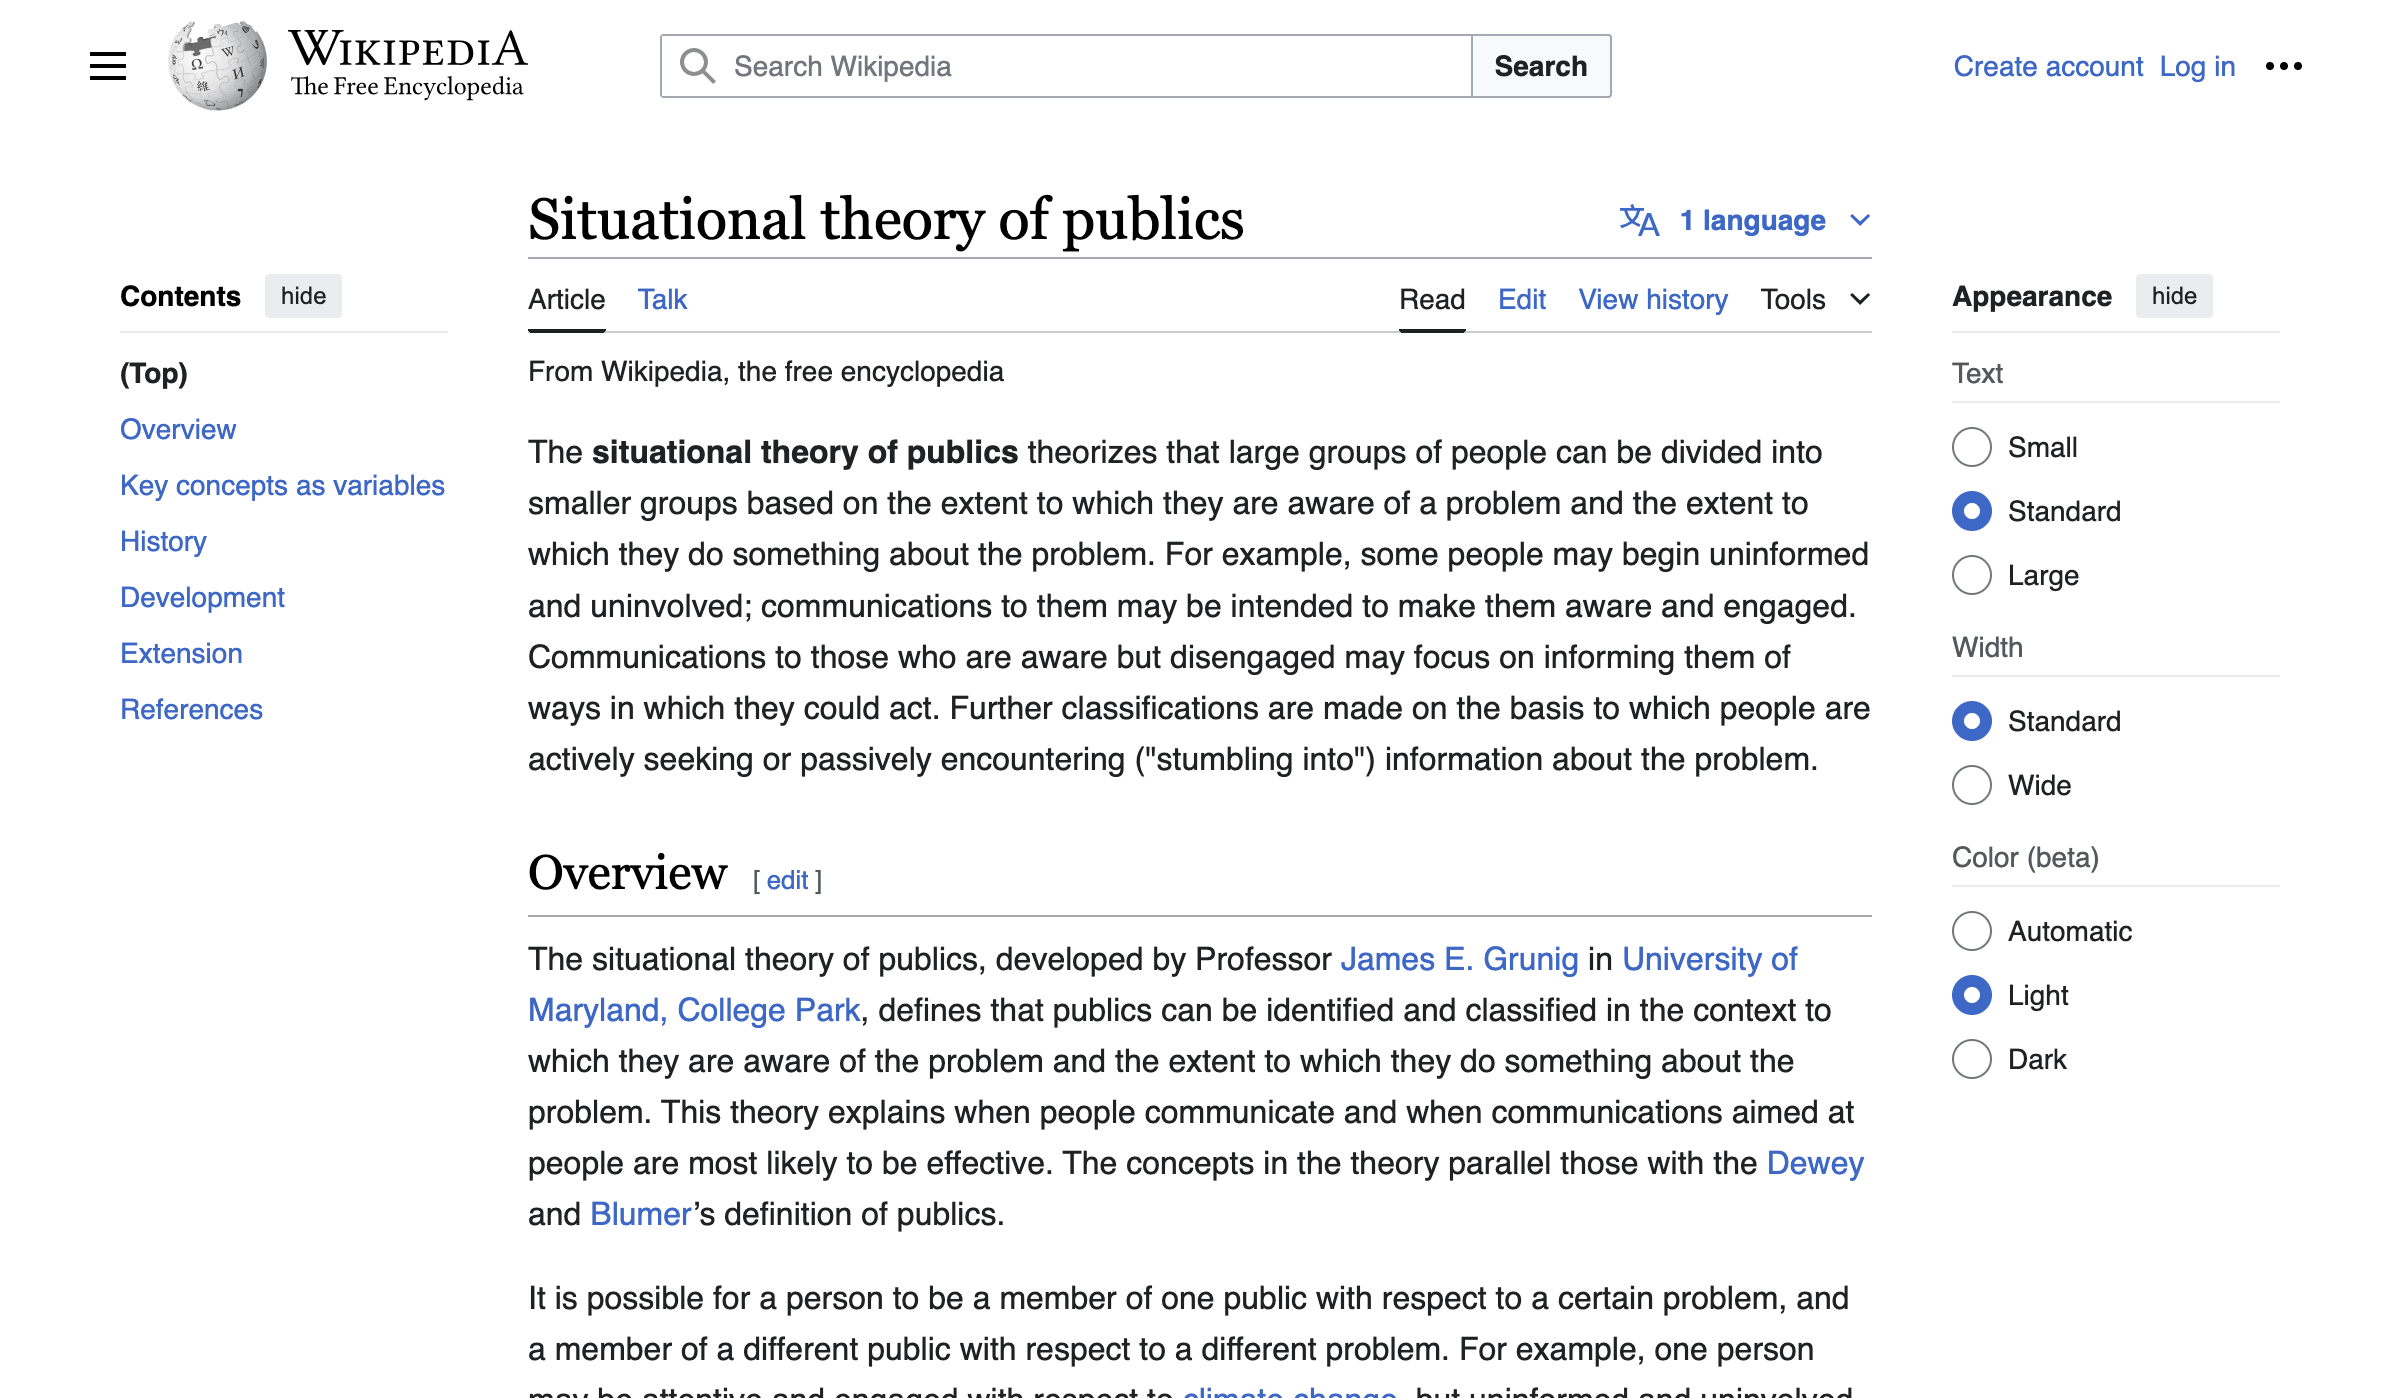 WIKIPEDIA
The Free Encyclopedia
Search Wikipedia
Search
Create account Log in
Situational theory of publics
1 language
Contents hide
(Top)
Overview
Key concepts as variables
History
Development
Extension
References
Article Talk
Read Edit View history Tools
From Wikipedia, the free encyclopedia
The situational theory of publics theorizes that large groups of people can be divided into
smaller groups based on the extent to which they are aware of a problem and the extent to
which they do something about the problem. For example, some people may begin uninformed
and uninvolved; communications to them may be intended to make them aware and engaged.
Communications to those who are aware but disengaged may focus on informing them of
ways in which they could act. Further classifications are made on the basis to which people are
actively seeking or passively encountering ("stumbling into") information about the problem.
Overview [ edit ]
The situational theory of publics, developed by Professor James E. Grunig in University of
Maryland, College Park, defines that publics can be identified and classified in the context to
which they are aware of the problem and the extent to which they do something about the
problem. This theory explains when people communicate and when communications aimed at
people are most likely to be effective. The concepts in the theory parallel those with the Dewey
and Blumer’s definition of publics.
It is possible for a person to be a member of one public with respect to a certain problem, and
a member of a different public with respect to a different problem. For example, one person
may be attentive and engaged with respect to climate change, but uninformed and uninvolved
Appearance hide
Text
Small
Standard
Large
Width
Standard
Wide
Color (beta)
Automatic
Light
Dark